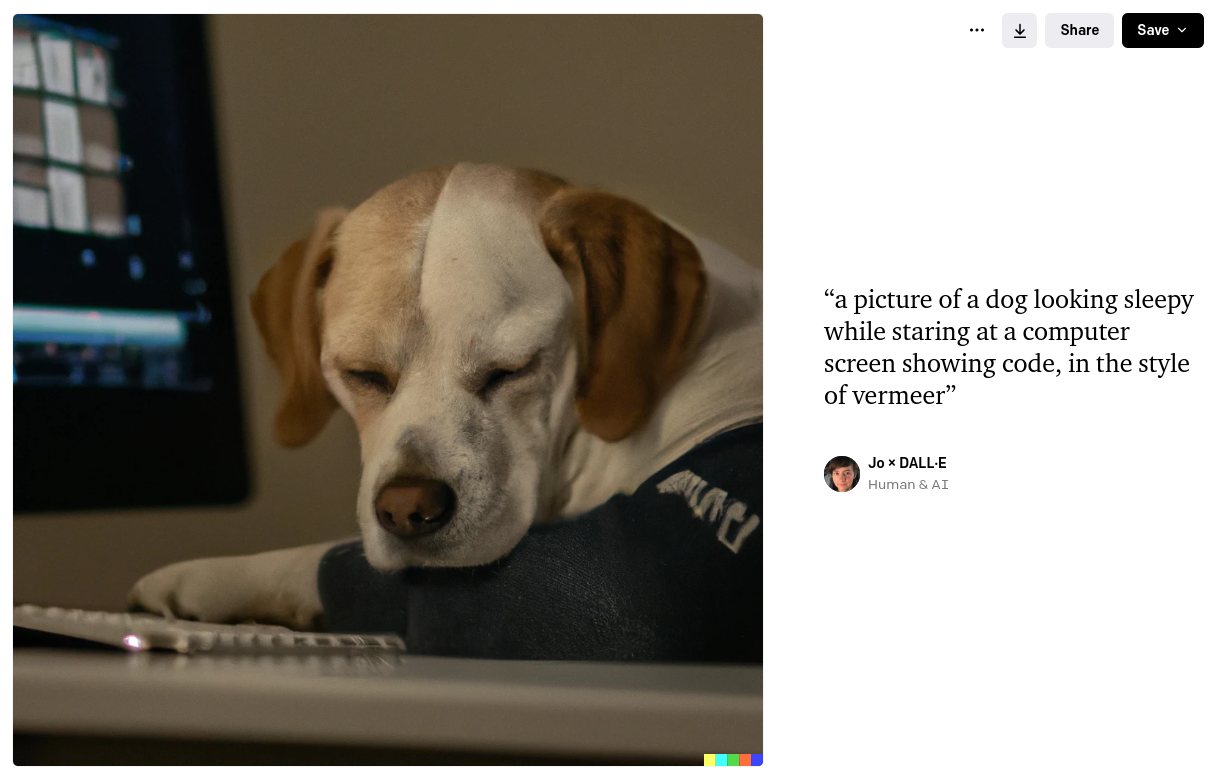 Share
Save
“a picture of a dog looking sleepy
while staring at a computer
screen showing code, in the style
of vermeer”
Jo × DALL·E
Human & AI